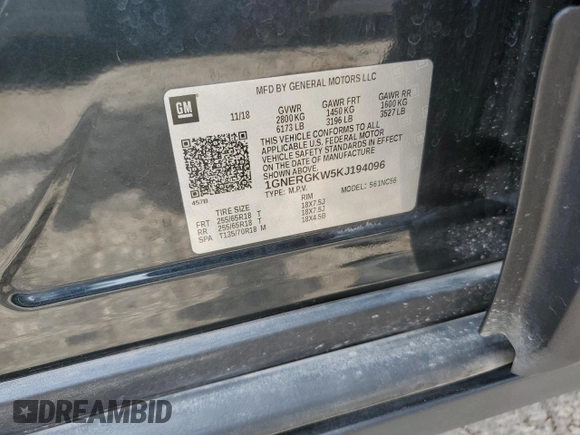 MFD BY GENERAL MOTORS LLC
GM
11/18
GVWR GAWR FRT GAWR RR
2800 KG 1450 KG 1600 KG
6173 LB 3196 LB 3527 LB
THIS VEHICLE CONFORMS TO ALL
APPLICABLE U.S. FEDERAL MOTOR
VEHICLE SAFETY STANDARDS IN EFFECT
ON THE DATE OF MANUFACTURE
SHOWN ABOVE.
1GNERGKW5KJ194096
TYPE: M.P.V. MODEL: 561NC56
457B
TIRE SIZE RIM
FRT 255/65R18 T 18X7.5J
RR 255/65R18 T 18X7.5J
SPA T135/70R18 M 18X4.5B
DREAMBID